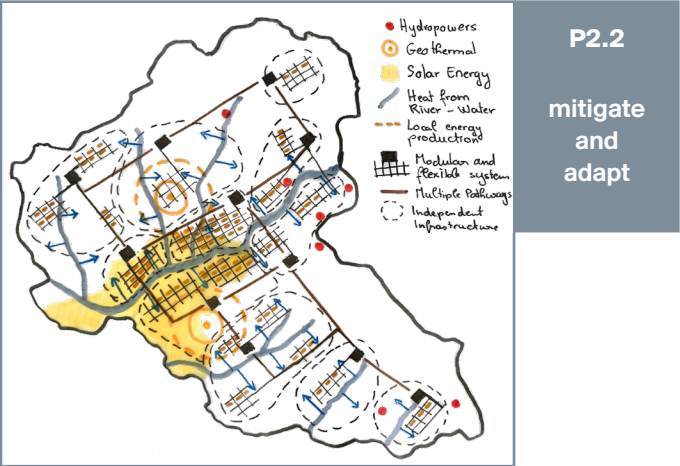 Hydropowers
Geothermal
Solar Energy
Heat from
River-Water
Local energy
production
Modular and
flexible system
Multiple Pathways
Independent
Infrastructure
P2.2
mitigate
and
adapt